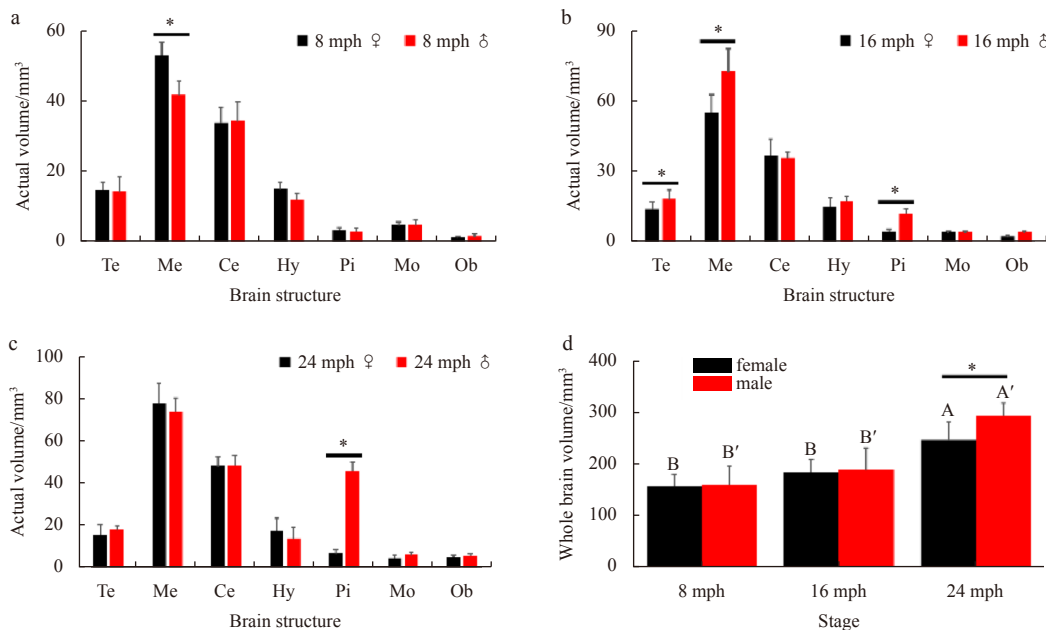 a
60
40
20
0
Actual volume/mm³
*
8 mph ♀ 8 mph ♂
Te Me Ce Hy Pi Mo Ob
Brain structure
b
90
60
30
0
Actual volume/mm³
*
*
*
16 mph ♀ 16 mph ♂
Te Me Ce Hy Pi Mo Ob
Brain structure
c
100
80
60
40
20
0
Actual volume/mm³
*
24 mph ♀ 24 mph ♂
Te Me Ce Hy Pi Mo Ob
Brain structure
d
400
300
200
100
0
Whole brain volume/mm³
female
male
*
B B′ B B′ A A′
8 mph 16 mph 24 mph
Stage